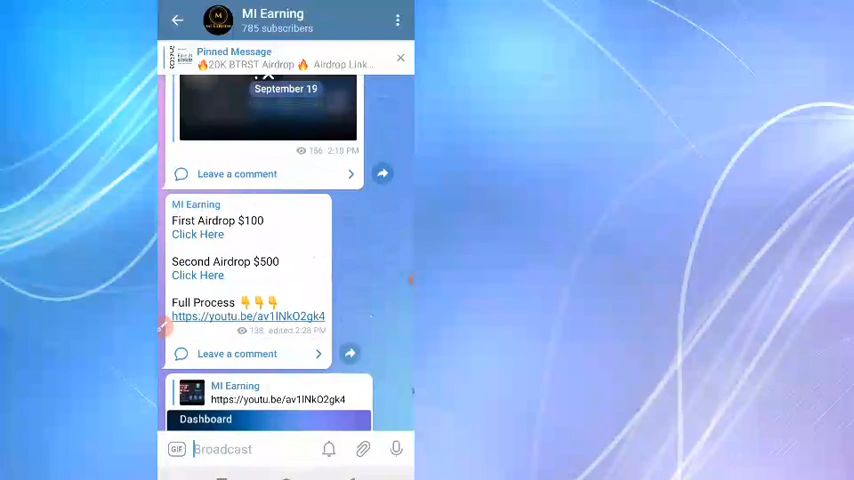 MI Earning
785 subscribers
Pinned Message
🔥20K BTRST Airdrop 🔥 Airdrop Link...
September 19
156 2:19 PM
Leave a comment
MI Earning
First Airdrop $100
Click Here
Second Airdrop $500
Click Here
Full Process 👇👇👇
https://youtu.be/av1lNkO2gk4
138 edited 2:28 PM
Leave a comment
MI Earning
https://youtu.be/av1lNkO2gk4
Dashboard
GIF
Broadcast